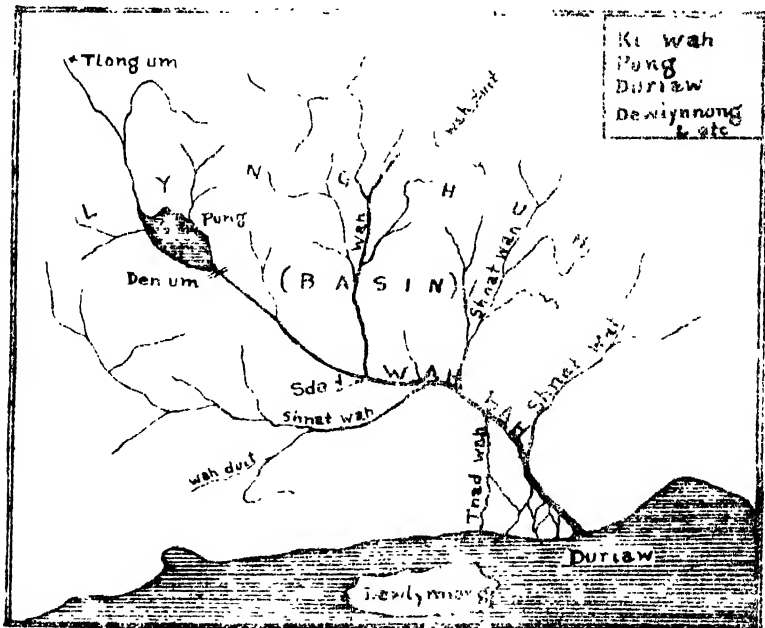 Ki wah
Pung
Duriaw
Dewiynnong
& etc
Tlong um
wah duit
L Y N G H
Pung
wah
Shnat wah
Den um
(BASIN)
Shnat wah
Sda
WAH
Shnat wah
wah duit
Tnad wah
Duriaw